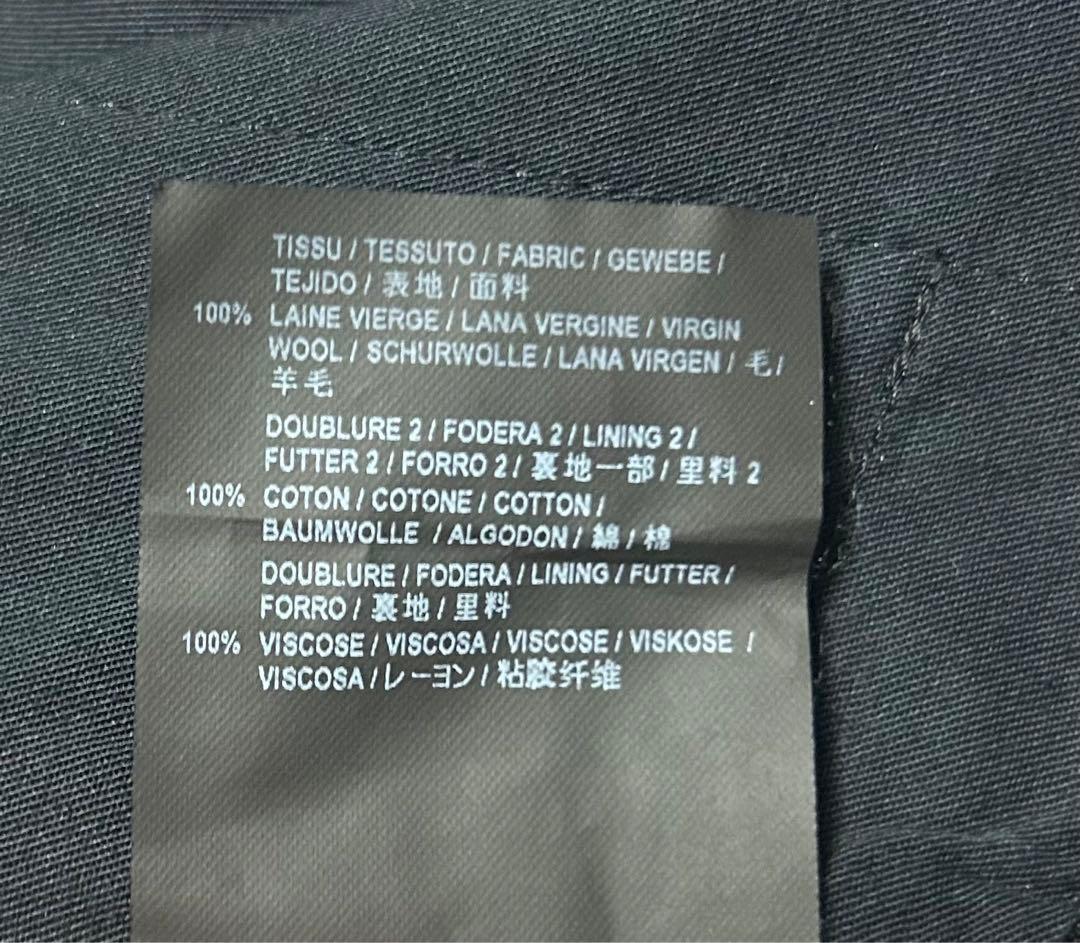 TISSU / TESSUTO / FABRIC / GEWEBE /
TEJIDO / 表地 / 面料
100% LAINE VIERGE / LANA VERGINE / VIRGIN
WOOL / SCHURWOLLE / LANA VIRGEN / 毛 /
羊毛
DOUBLURE 2 / FODERA 2 / LINING 2 /
FUTTER 2 / FORRO 2 / 裏地一部 / 里料 2
100% COTON / COTONE / COTTON /
BAUMWOLLE / ALGODON / 綿 / 棉
DOUBLURE / FODERA / LINING / FUTTER /
FORRO / 裏地 / 里料
100% VISCOSE / VISCOSA / VISCOSE / VISKOSE /
VISCOSA / レーヨン / 粘胶纤维